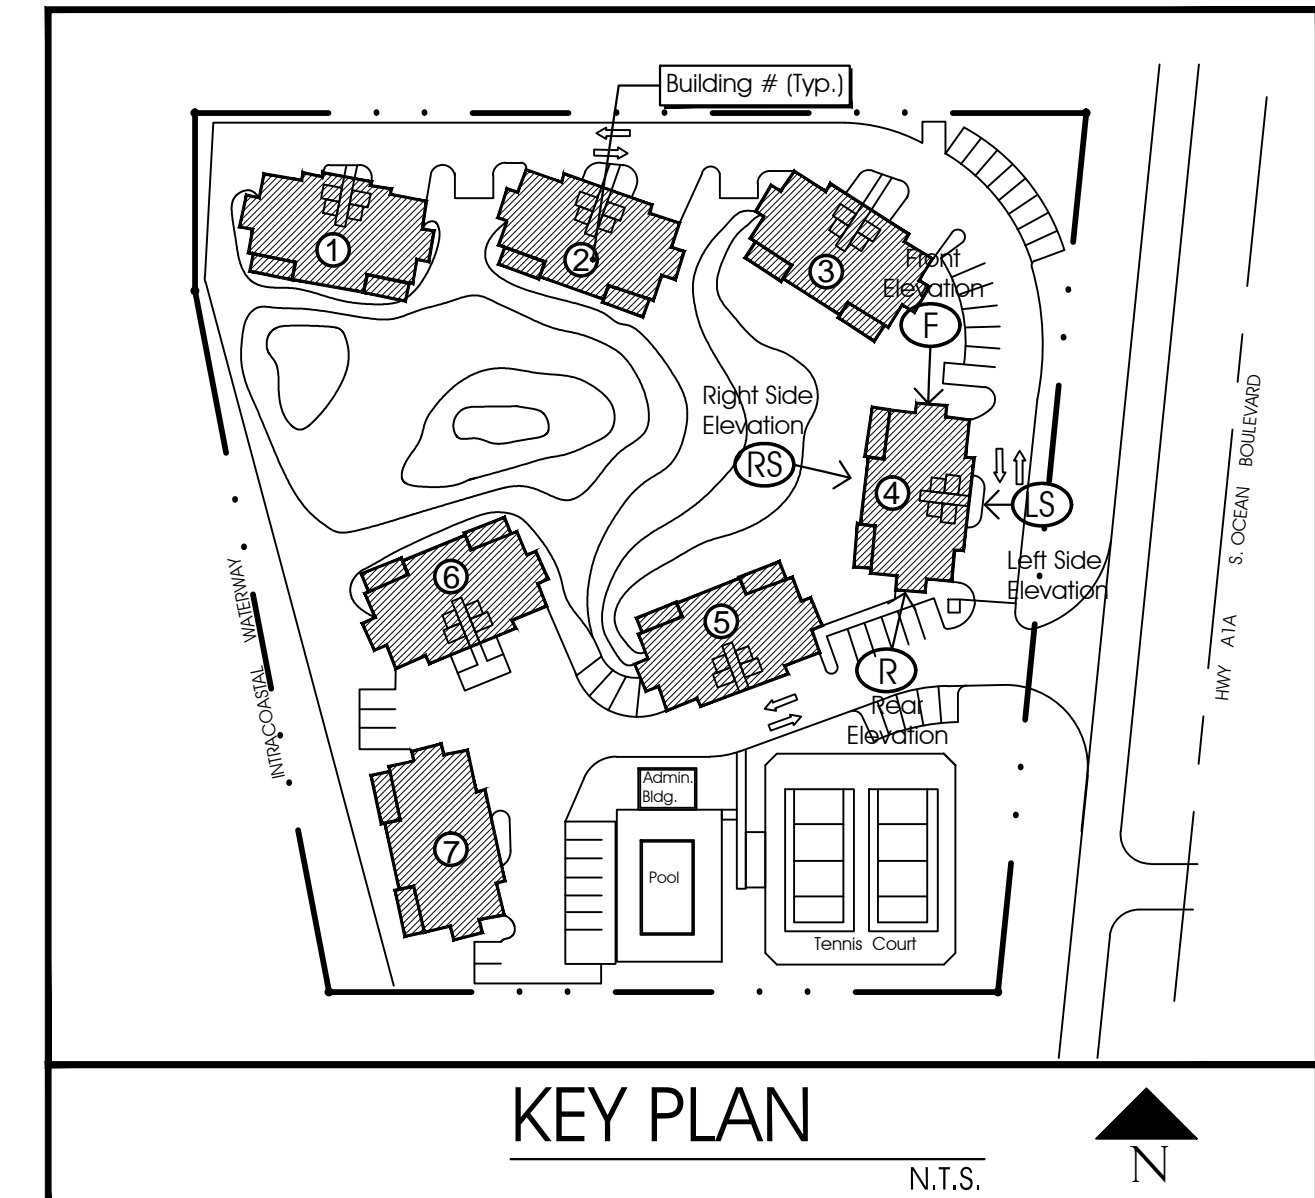 Building # (Typ.)
1
2
3
Front
Elevation
F
Right Side
Elevation
RS
4
LS
Left Side
Elevation
6
5
R
Rear
Elevation
7
Admin.
Bldg.
Pool
Tennis Court
INTRACOASTAL WATERWAY
HWY A1A S. OCEAN BOULEVARD
KEY PLAN
N.T.S.
N